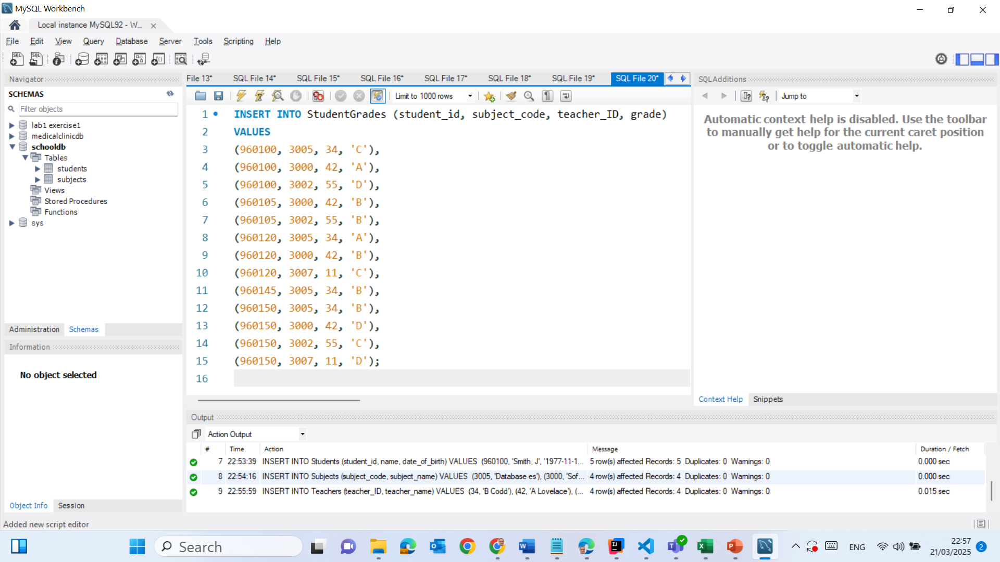 MySQL Workbench
Local instance MySQL92 - W...
File Edit View Query Database Server Tools Scripting Help
Navigator
SCHEMAS
Filter objects
lab1 exercise1
medicalclinicdb
schooldb
Tables
students
subjects
Views
Stored Procedures
Functions
sys
Administration Schemas
Information
No object selected
Object Info Session
File 13* SQL File 14* SQL File 15* SQL File 16* SQL File 17* SQL File 18* SQL File 19* SQL File 20*
Limit to 1000 rows
1 INSERT INTO StudentGrades (student_id, subject_code, teacher_ID, grade)
2 VALUES
3 (960100, 3005, 34, 'C'),
4 (960100, 3000, 42, 'A'),
5 (960100, 3002, 55, 'D'),
6 (960105, 3000, 42, 'B'),
7 (960105, 3002, 55, 'B'),
8 (960120, 3005, 34, 'A'),
9 (960120, 3000, 42, 'B'),
10 (960120, 3007, 11, 'C'),
11 (960145, 3005, 34, 'B'),
12 (960150, 3005, 34, 'B'),
13 (960150, 3000, 42, 'D'),
14 (960150, 3002, 55, 'C'),
15 (960150, 3007, 11, 'D');
16
SQLAdditions
Jump to
Automatic context help is disabled. Use the toolbar
to manually get help for the current caret position
or to toggle automatic help.
Context Help Snippets
Output
Action Output
# Time Action Message Duration / Fetch
7 22:53:39 INSERT INTO Students (student_id, name, date_of_birth) VALUES (960100, 'Smith, J', '1977-11-1... 5 row(s) affected Records: 5 Duplicates: 0 Warnings: 0 0.000 sec
8 22:54:16 INSERT INTO Subjects (subject_code, subject_name) VALUES (3005, 'Database es'), (3000, 'Sof... 4 row(s) affected Records: 4 Duplicates: 0 Warnings: 0 0.000 sec
9 22:55:59 INSERT INTO Teachers (teacher_ID, teacher_name) VALUES (34, 'B Codd'), (42, 'A Lovelace'), (... 4 row(s) affected Records: 4 Duplicates: 0 Warnings: 0 0.015 sec
Added new script editor
Search
ENG
22:57
21/03/2025
2